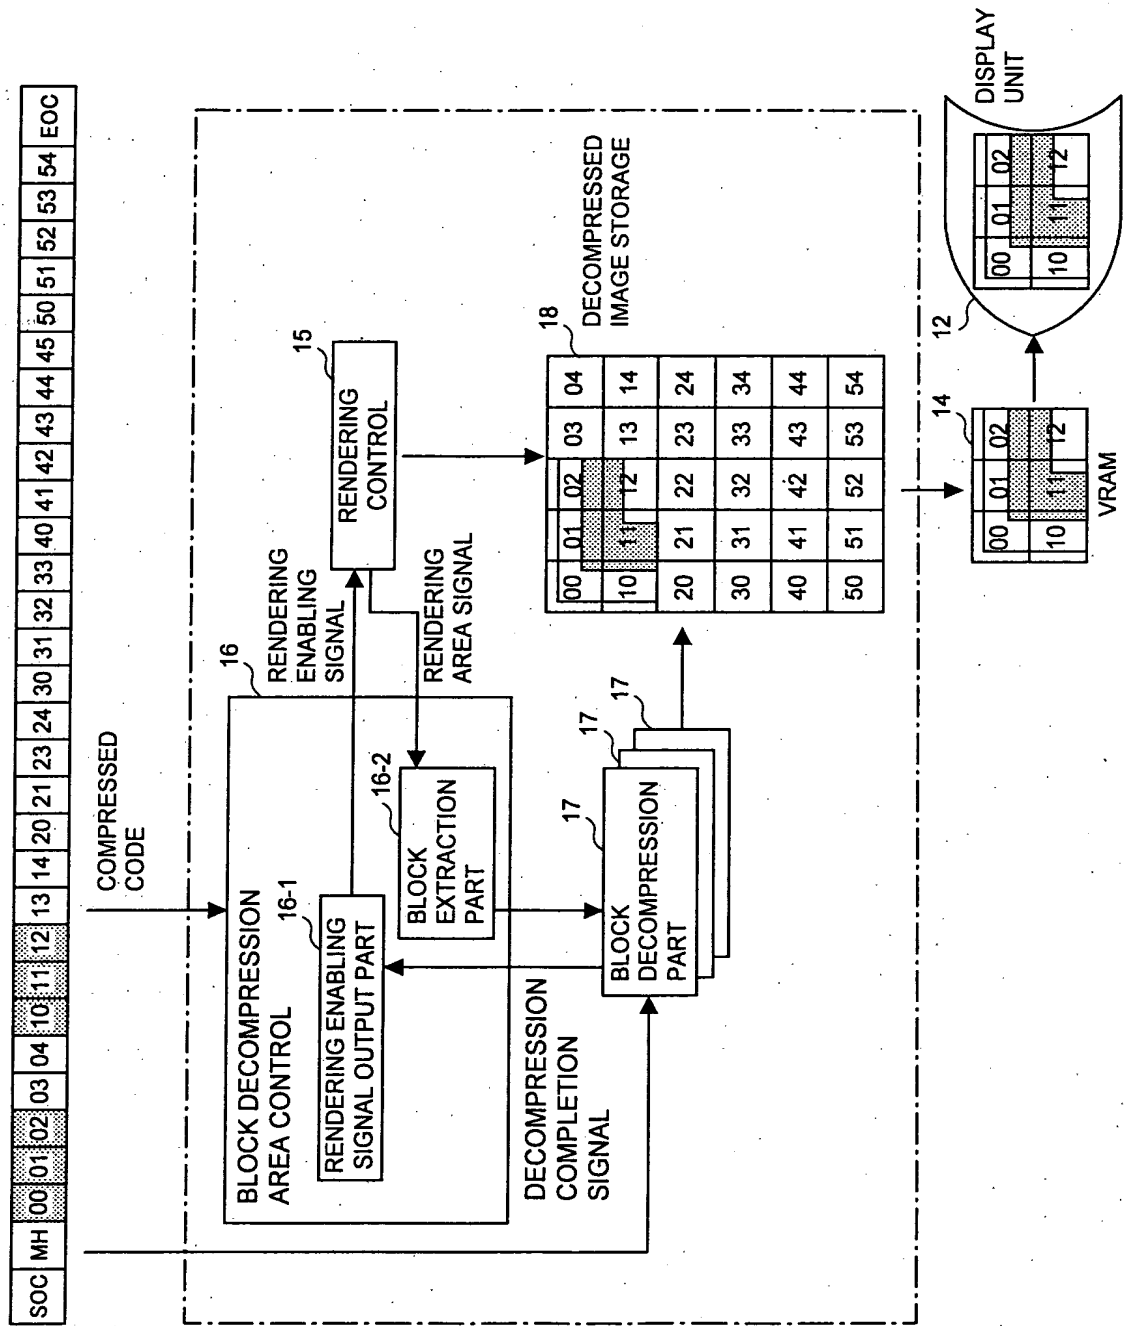 SOC MH 00 01 02 03 04 10 11 12 13 14 20 21 23 24 30 31 32 33 40 41 42 43 44 45 50 51 52 53 54 EOC
COMPRESSED
CODE
BLOCK DECOMPRESSION
AREA CONTROL
16
RENDERING ENABLING
SIGNAL OUTPUT PART
16-1
BLOCK
EXTRACTION
PART
16-2
RENDERING
ENABLING
SIGNAL
RENDERING
CONTROL
15
RENDERING
AREA SIGNAL
DECOMPRESSION
COMPLETION
SIGNAL
BLOCK
DECOMPRESSION
PART
17
17
17
DECOMPRESSED
IMAGE STORAGE
18
00 01 02 03 04
10 11 12 13 14
20 21 22 23 24
30 31 32 33 34
40 41 42 43 44
50 51 52 53 54
14
00 01 02
10 11 12
VRAM
12
DISPLAY
UNIT
00 01 02
10 11 12